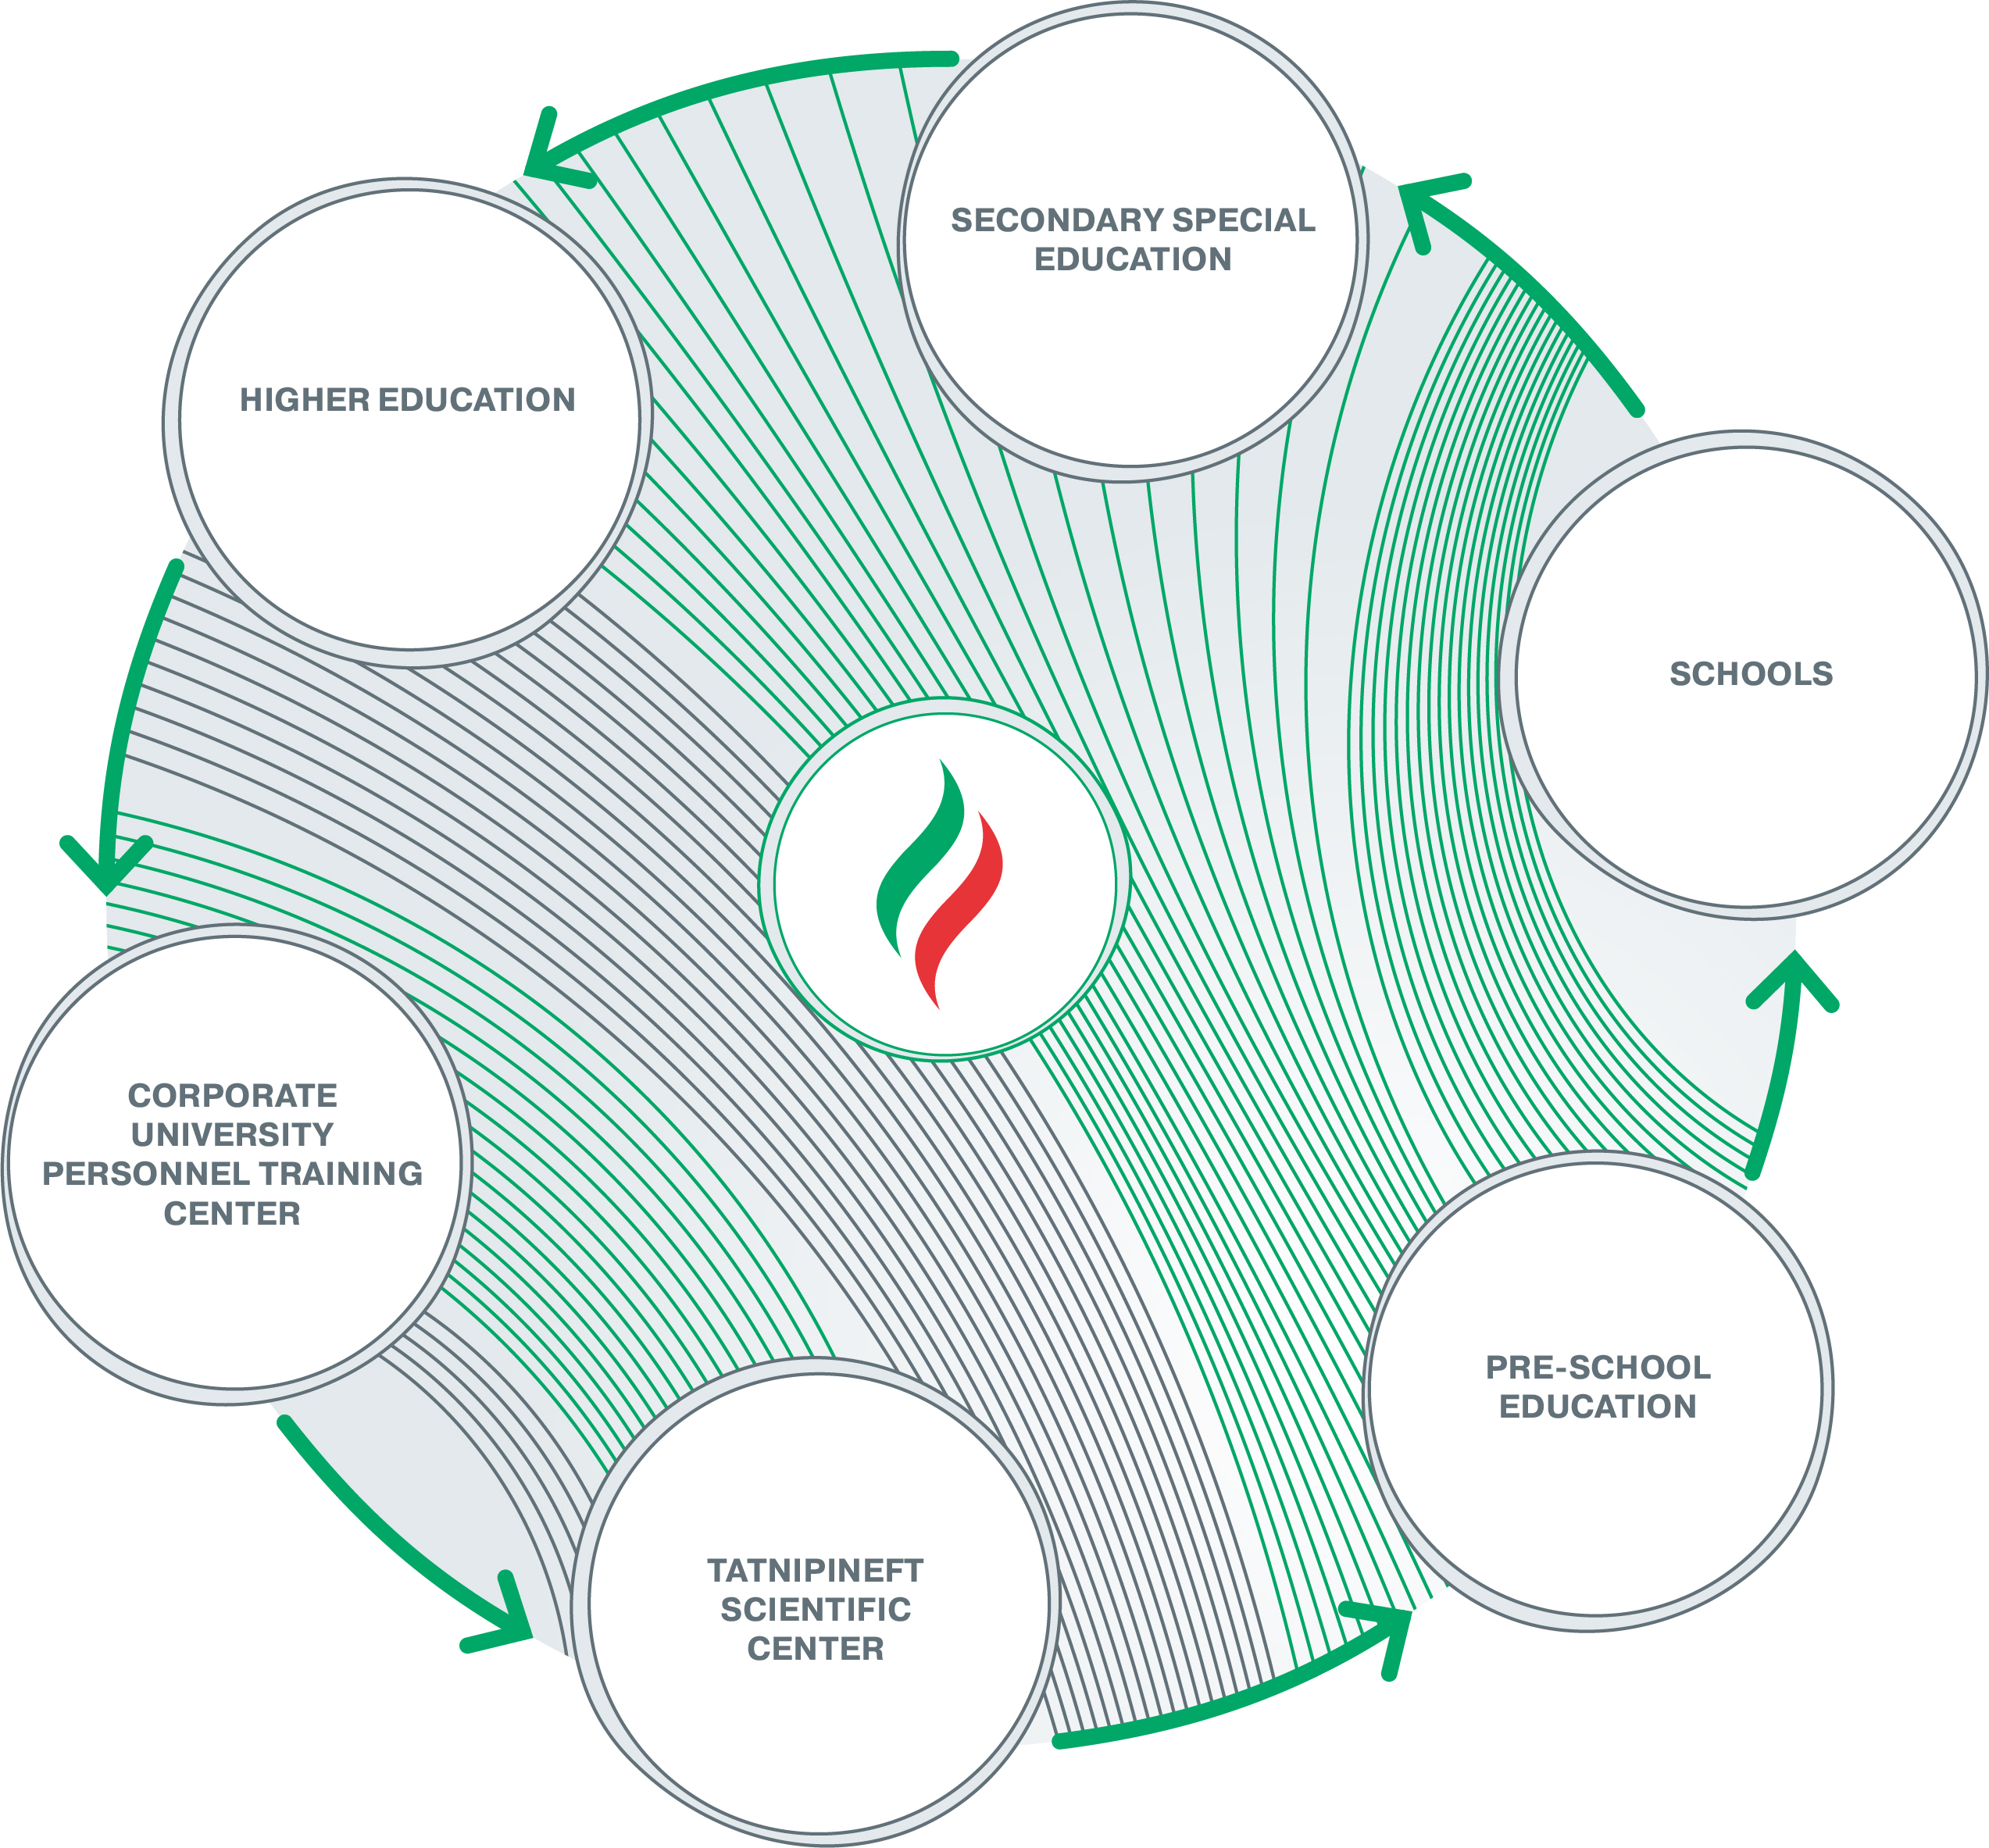 SECONDARY SPECIAL
EDUCATION
HIGHER EDUCATION
SCHOOLS
CORPORATE
UNIVERSITY
PERSONNEL TRAINING
CENTER
PRE-SCHOOL
EDUCATION
TATNIPINEFT
SCIENTIFIC
CENTER